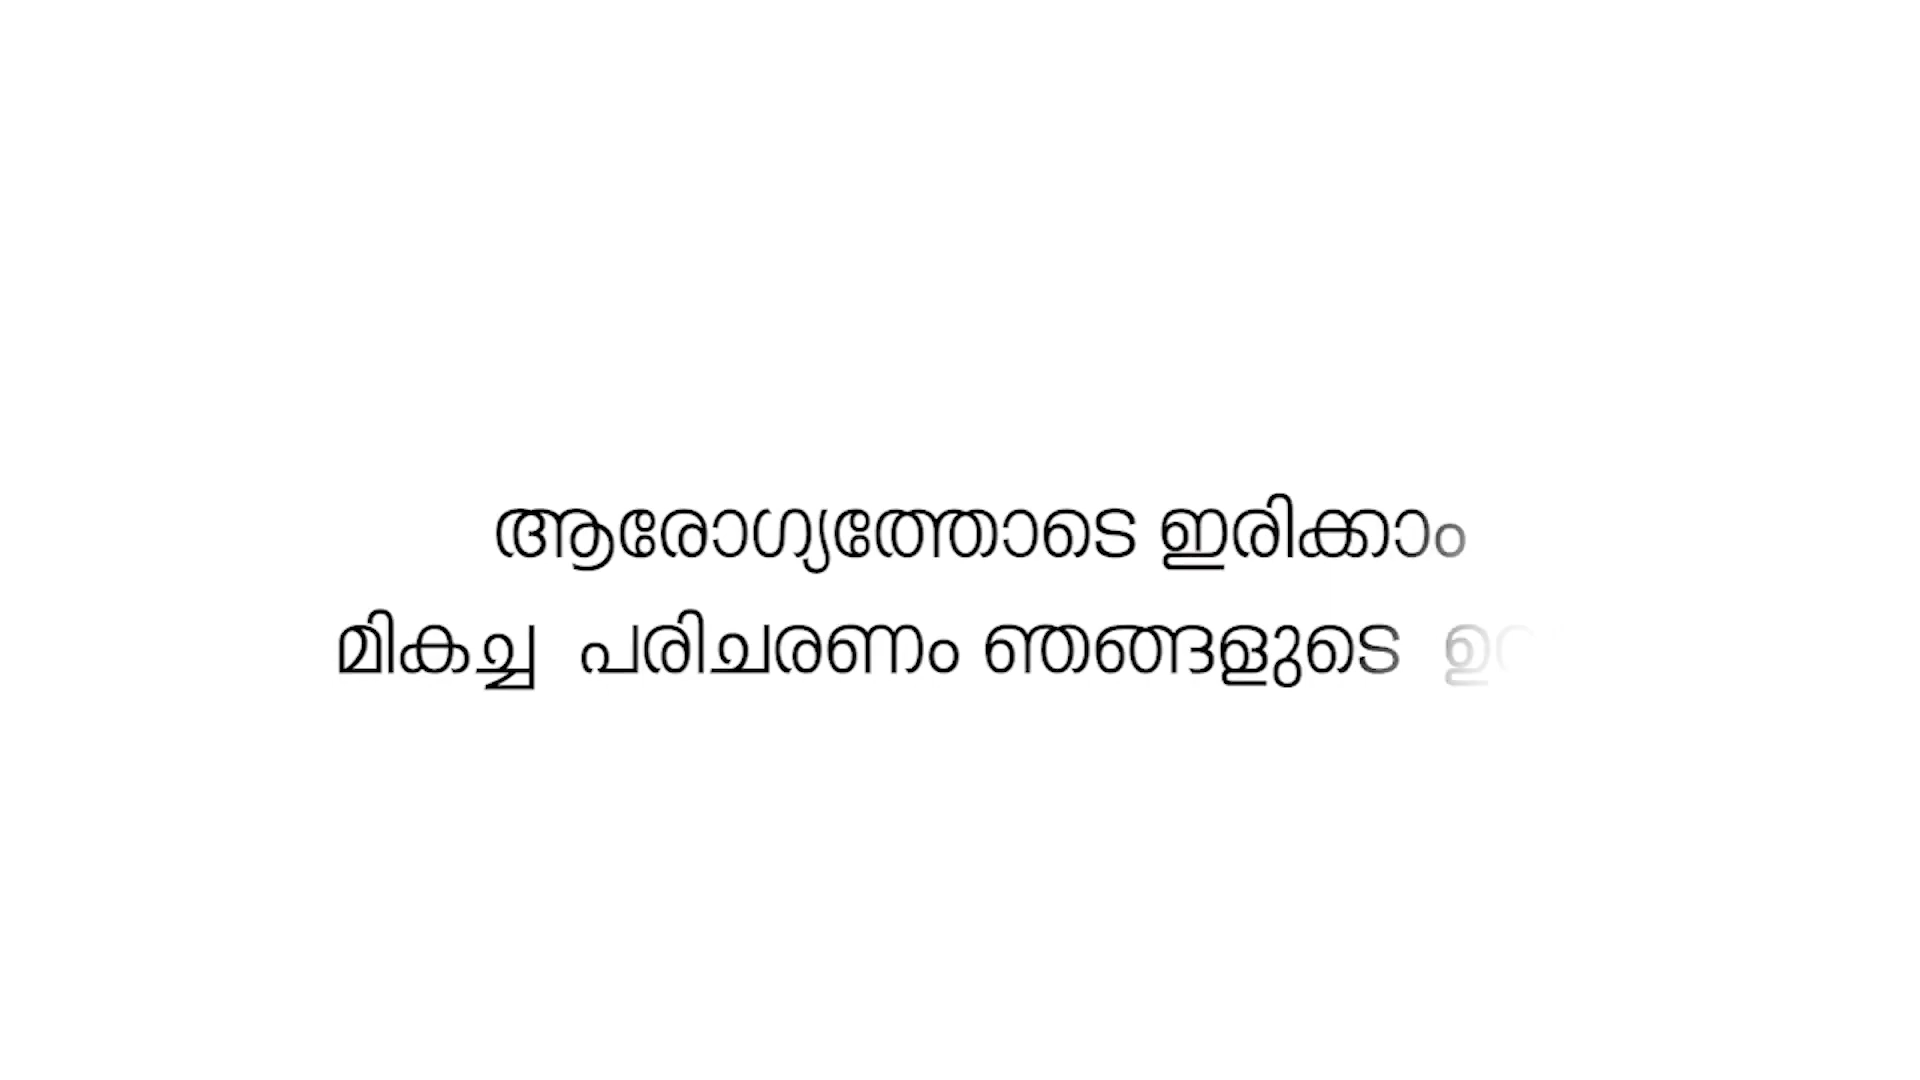 ആരോഗ്യത്തോടെ ഇരിക്കാം
മികച്ച പരിചരണം ഞങ്ങളുടെ